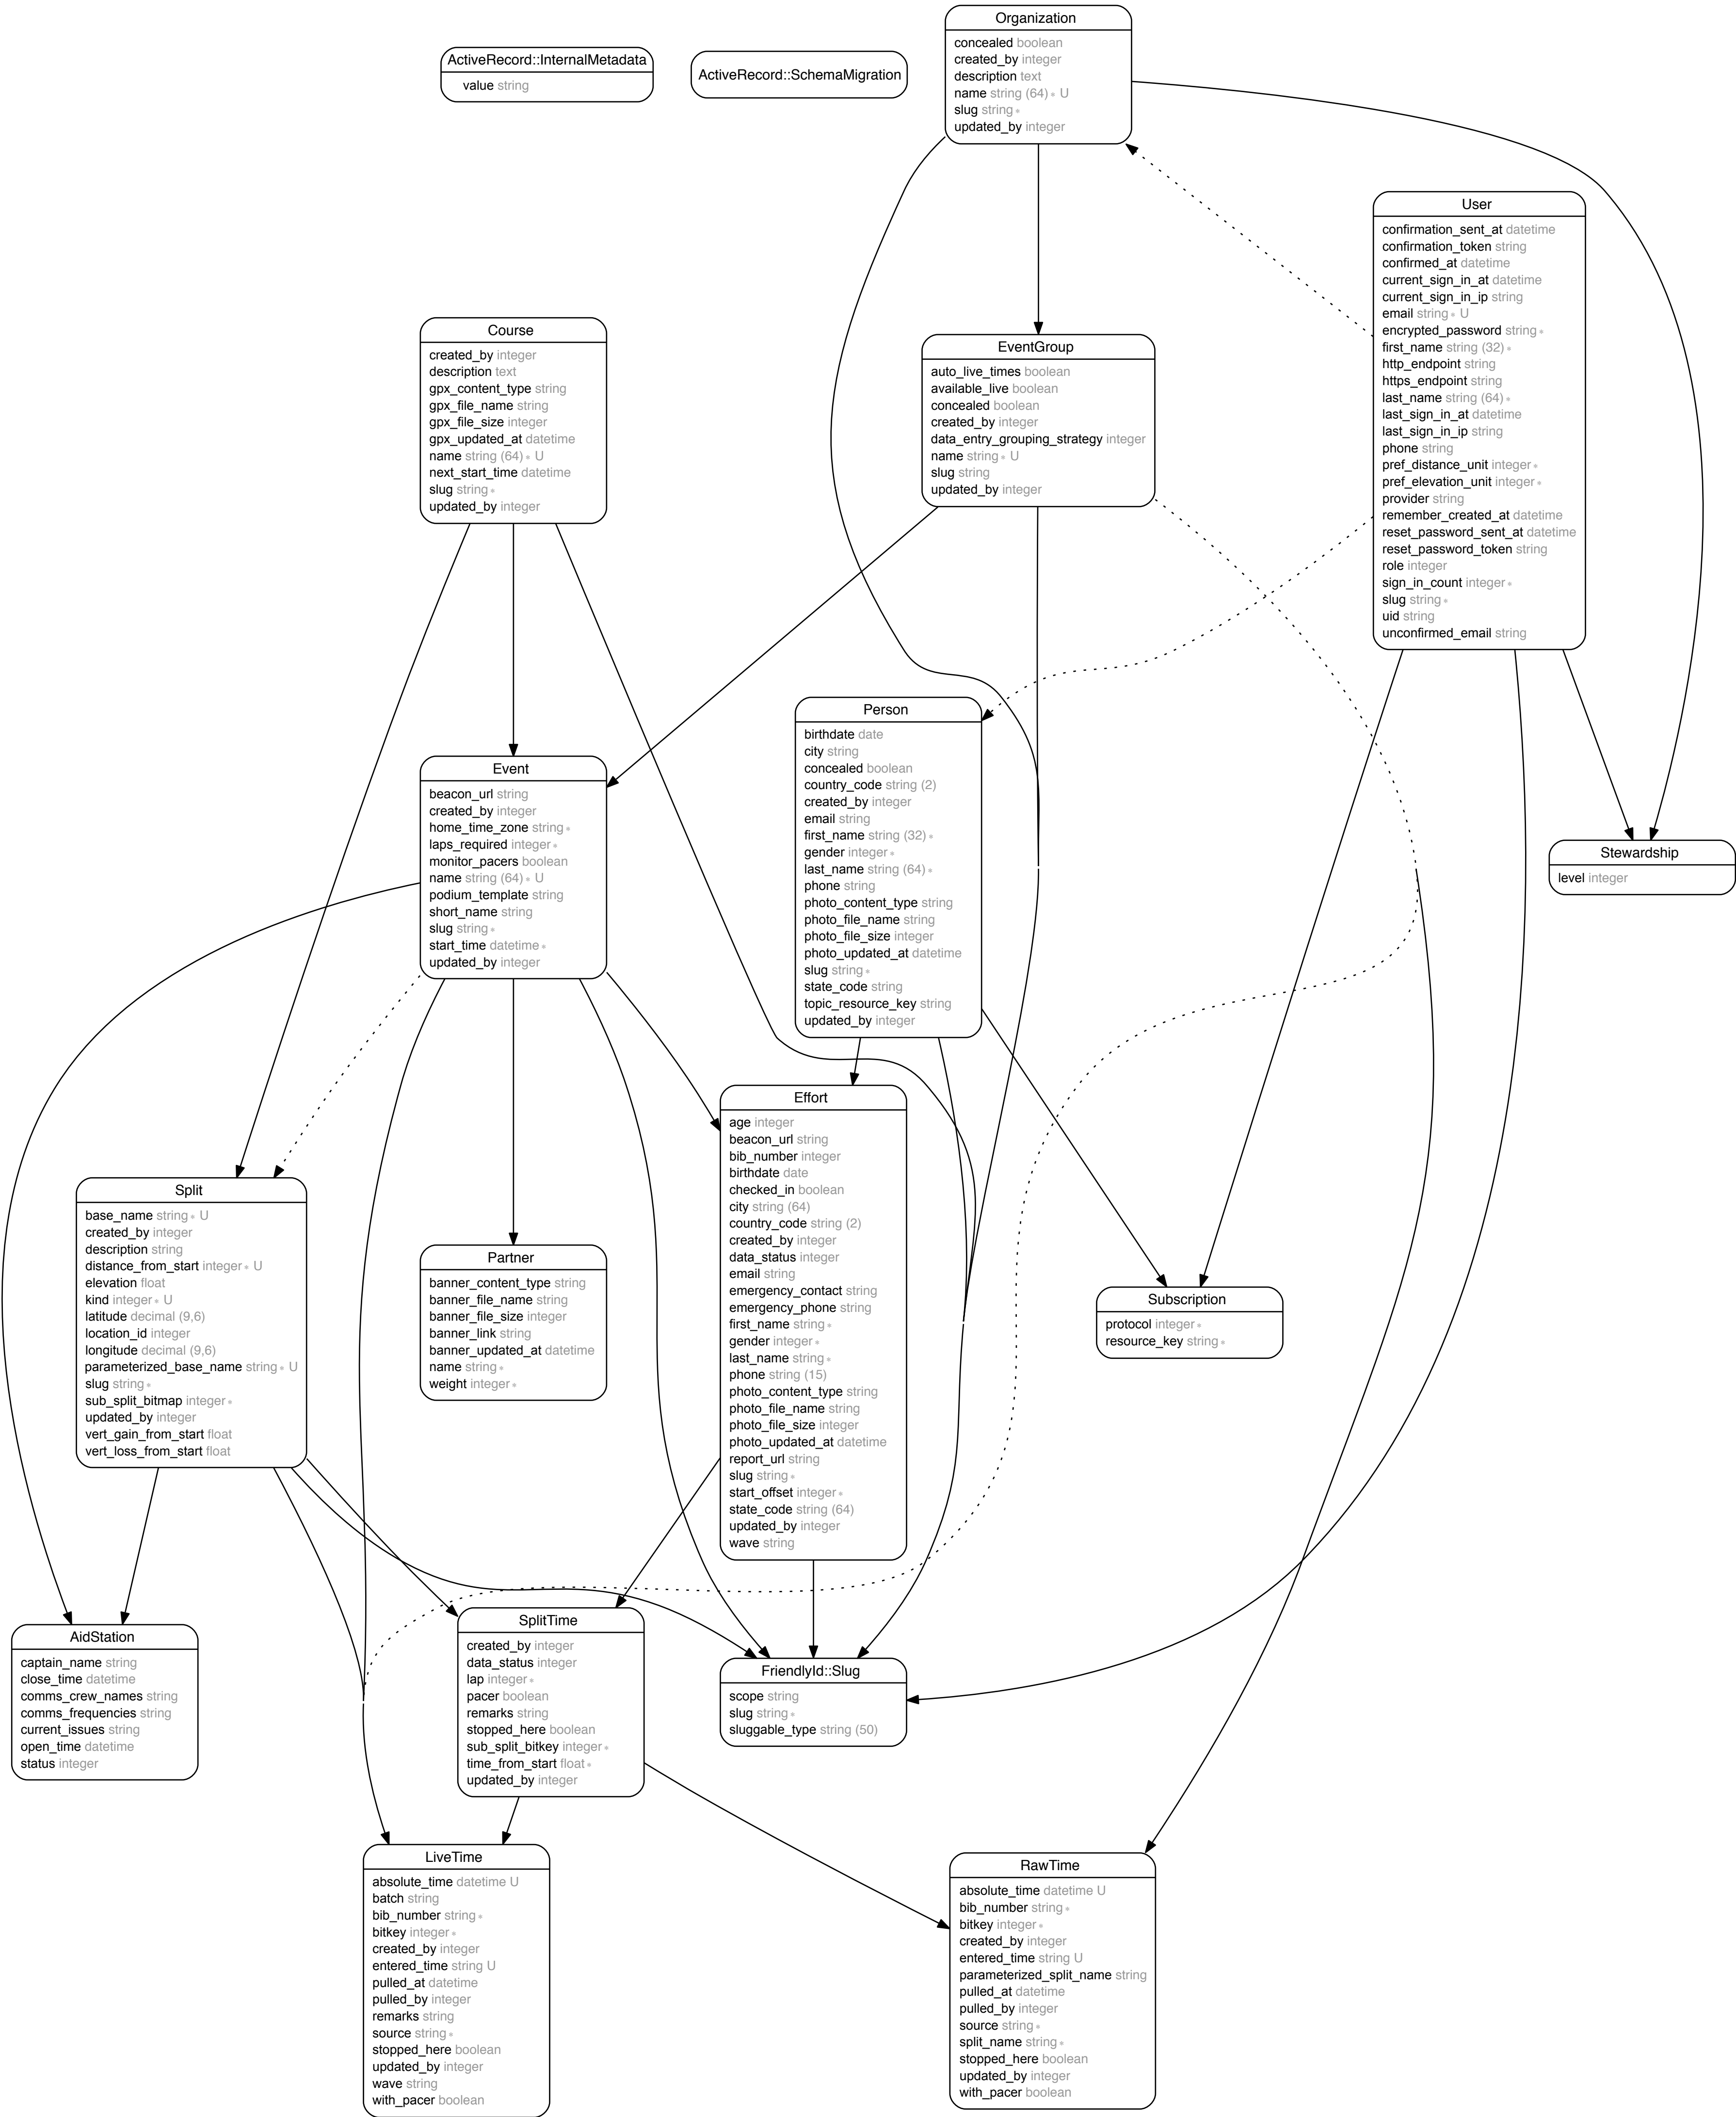 Organization
concealed boolean
created_by integer
description text
name string (64) * U
slug string *
updated_by integer
ActiveRecord::InternalMetadata
value string
ActiveRecord::SchemaMigration
User
confirmation_sent_at datetime
confirmation_token string
confirmed_at datetime
current_sign_in_at datetime
current_sign_in_ip string
email string * U
encrypted_password string *
first_name string (32) *
http_endpoint string
https_endpoint string
last_name string (64) *
last_sign_in_at datetime
last_sign_in_ip string
phone string
pref_distance_unit integer *
pref_elevation_unit integer *
provider string
remember_created_at datetime
reset_password_sent_at datetime
reset_password_token string
role integer
sign_in_count integer *
slug string *
uid string
unconfirmed_email string
Course
created_by integer
description text
gpx_content_type string
gpx_file_name string
gpx_file_size integer
gpx_updated_at datetime
name string (64) * U
next_start_time datetime
slug string *
updated_by integer
EventGroup
auto_live_times boolean
available_live boolean
concealed boolean
created_by integer
data_entry_grouping_strategy integer
name string * U
slug string
updated_by integer
Person
birthdate date
city string
concealed boolean
country_code string (2)
created_by integer
email string
first_name string (32) *
gender integer *
last_name string (64) *
phone string
photo_content_type string
photo_file_name string
photo_file_size integer
photo_updated_at datetime
slug string *
state_code string
topic_resource_key string
updated_by integer
Event
beacon_url string
created_by integer
home_time_zone string *
laps_required integer *
monitor_pacers boolean
name string (64) * U
podium_template string
short_name string
slug string *
start_time datetime *
updated_by integer
Stewardship
level integer
Effort
age integer
beacon_url string
bib_number integer
birthdate date
checked_in boolean
city string (64)
country_code string (2)
created_by integer
data_status integer
email string
emergency_contact string
emergency_phone string
first_name string *
gender integer *
last_name string *
phone string (15)
photo_content_type string
photo_file_name string
photo_file_size integer
photo_updated_at datetime
report_url string
slug string *
start_offset integer *
state_code string (64)
updated_by integer
wave string
Split
base_name string * U
created_by integer
description string
distance_from_start integer * U
elevation float
kind integer * U
latitude decimal (9,6)
location_id integer
longitude decimal (9,6)
parameterized_base_name string * U
slug string *
sub_split_bitmap integer *
updated_by integer
vert_gain_from_start float
vert_loss_from_start float
Partner
banner_content_type string
banner_file_name string
banner_file_size integer
banner_link string
banner_updated_at datetime
name string *
weight integer *
Subscription
protocol integer *
resource_key string *
AidStation
captain_name string
close_time datetime
comms_crew_names string
comms_frequencies string
current_issues string
open_time datetime
status integer
SplitTime
created_by integer
data_status integer
lap integer *
pacer boolean
remarks string
stopped_here boolean
sub_split_bitkey integer *
time_from_start float *
updated_by integer
FriendlyId::Slug
scope string
slug string *
sluggable_type string (50)
LiveTime
absolute_time datetime U
batch string
bib_number string *
bitkey integer *
created_by integer
entered_time string U
pulled_at datetime
pulled_by integer
remarks string
source string *
stopped_here boolean
updated_by integer
wave string
with_pacer boolean
RawTime
absolute_time datetime U
bib_number string *
bitkey integer *
created_by integer
entered_time string U
parameterized_split_name string
pulled_at datetime
pulled_by integer
source string *
split_name string *
stopped_here boolean
updated_by integer
with_pacer boolean